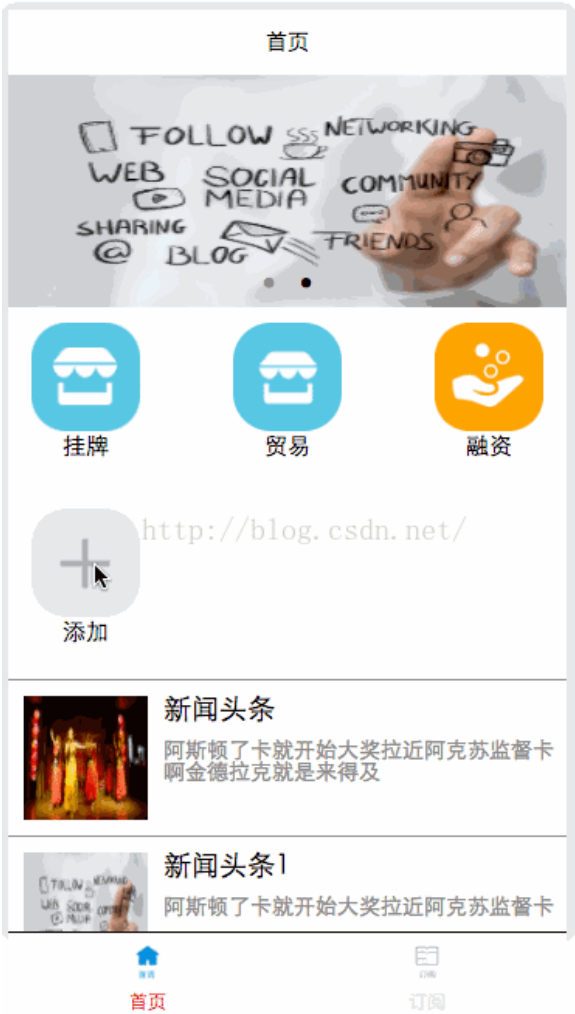 首页
FOLLOW
NETWORKING
WEB
SOCIAL
MEDIA
COMMUNITY
SHARING
FRIENDS
@
BLOG
挂牌
贸易
融资
http://blog.csdn.net/
添加
新闻头条
阿斯顿了卡就开始大奖拉近阿克苏监督卡
啊金德拉克就是来得及
新闻头条1
阿斯顿了卡就开始大奖拉近阿克苏监督卡
FOLLOW
首页
订阅